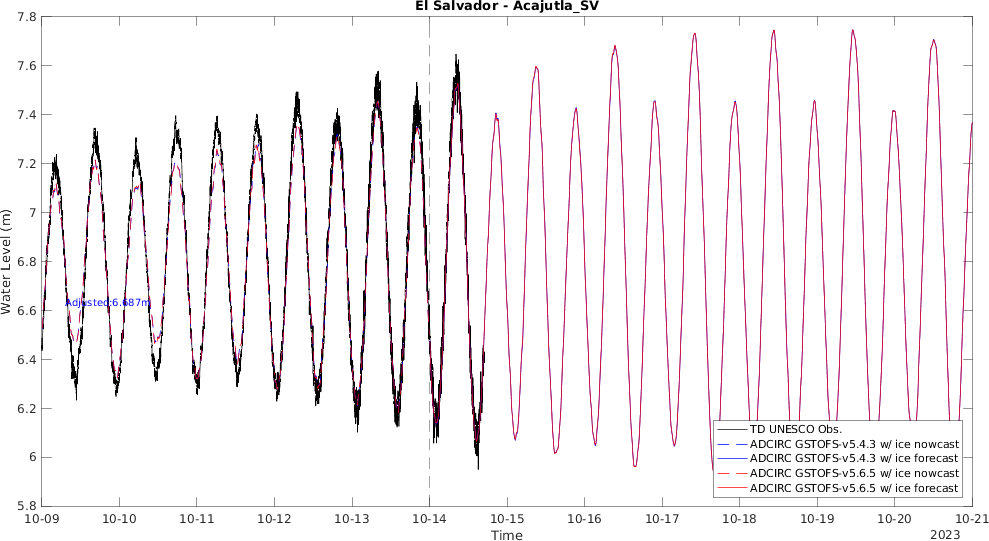 El Salvador - Acajutla_SV
Water Level (m)
7.8
7.6
7.4
7.2
7
6.8
6.6
6.4
6.2
6
5.8
Adjusted:6.687m
TD UNESCO Obs.
ADCIRC GSTOFS-v5.4.3 w/ ice nowcast
ADCIRC GSTOFS-v5.4.3 w/ ice forecast
ADCIRC GSTOFS-v5.6.5 w/ ice nowcast
ADCIRC GSTOFS-v5.6.5 w/ ice forecast
10-09 10-10 10-11 10-12 10-13 10-14 10-15 10-16 10-17 10-18 10-19 10-20 10-21
Time
2023